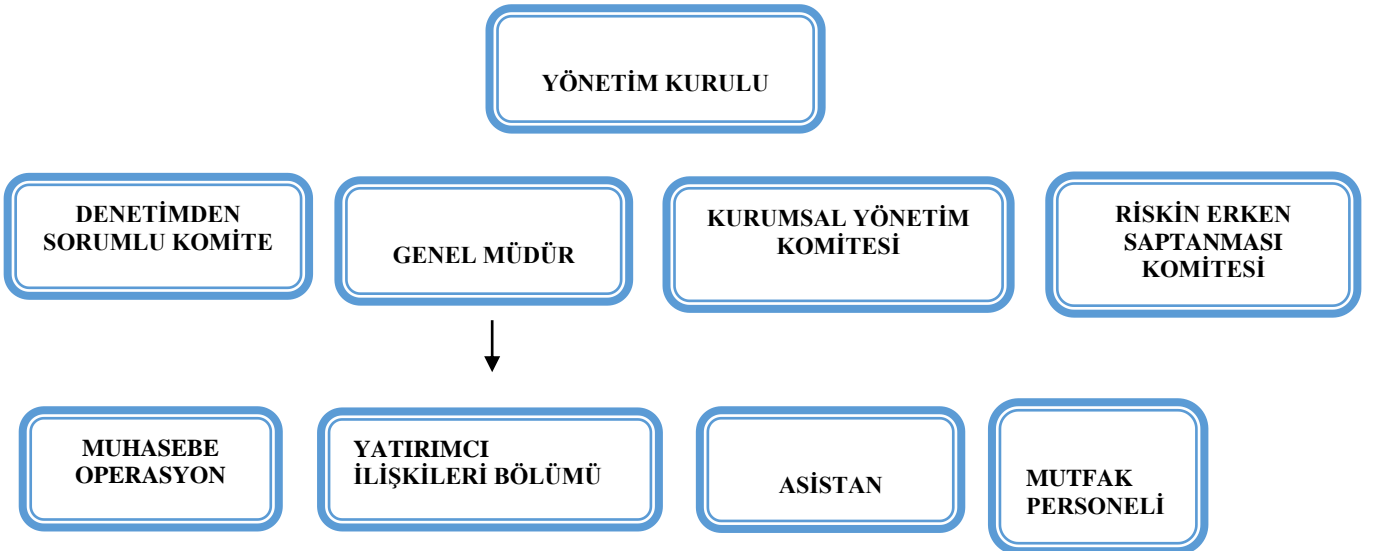 YÖNETİM KURULU
DENETİMDEN
SORUMLU KOMİTE
GENEL MÜDÜR
KURUMSAL YÖNETİM
KOMİTESİ
RİSKİN ERKEN
SAPTANMASI
KOMİTESİ
MUHASEBE
OPERASYON
YATIRIMCI
İLİŞKİLERİ BÖLÜMÜ
ASİSTAN
MUTFAK
PERSONELİ